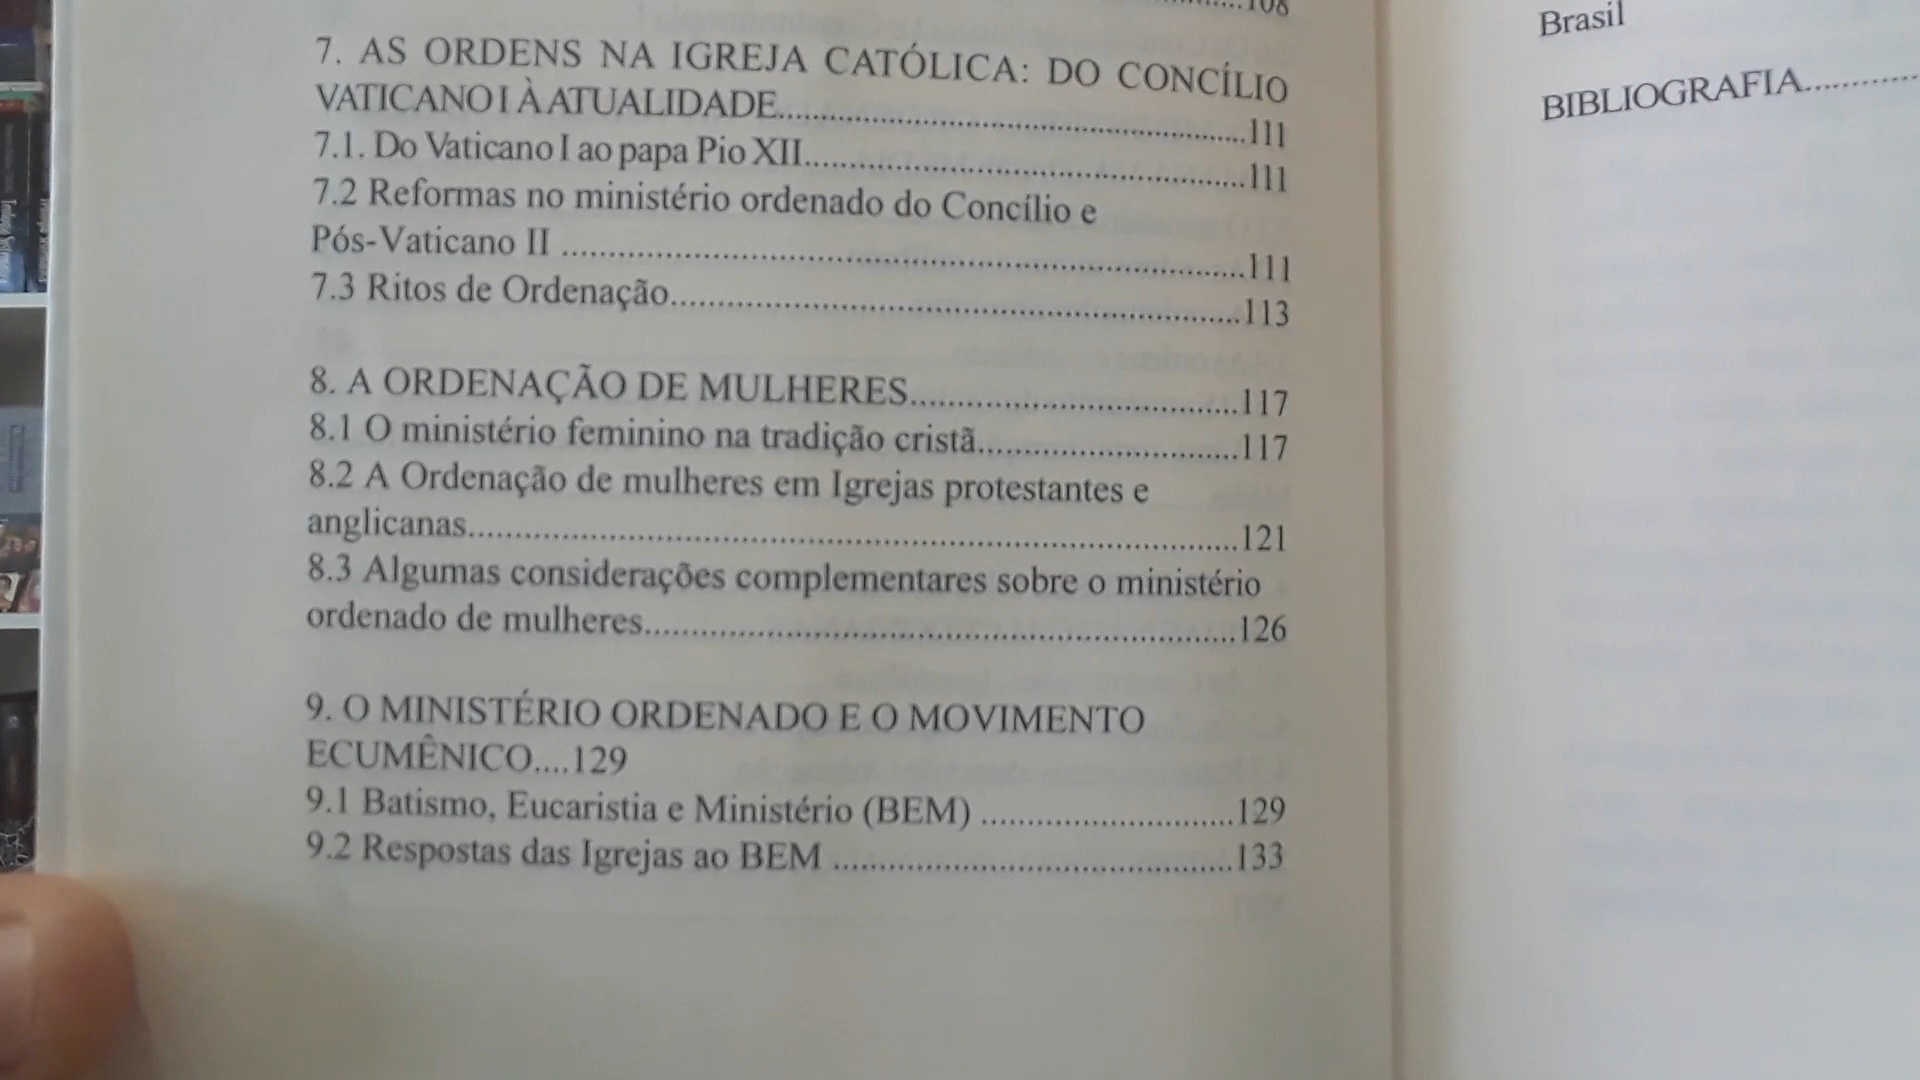 .....108
7. AS ORDENS NA IGREJA CATÓLICA: DO CONCÍLIO
VATICANO I À ATUALIDADE..........111
7.1. Do Vaticano I ao papa Pio XII..........111
7.2 Reformas no ministério ordenado do Concílio e
Pós-Vaticano II ..........111
7.3 Ritos de Ordenação..........113
8. A ORDENAÇÃO DE MULHERES..........117
8.1 O ministério feminino na tradição cristã..........117
8.2 A Ordenação de mulheres em Igrejas protestantes e
anglicanas..........121
8.3 Algumas considerações complementares sobre o ministério
ordenado de mulheres..........126
9. O MINISTÉRIO ORDENADO E O MOVIMENTO
ECUMÊNICO....129
9.1 Batismo, Eucaristia e Ministério (BEM) ..........129
9.2 Respostas das Igrejas ao BEM ..........133
Brasil
BIBLIOGRAFIA..........